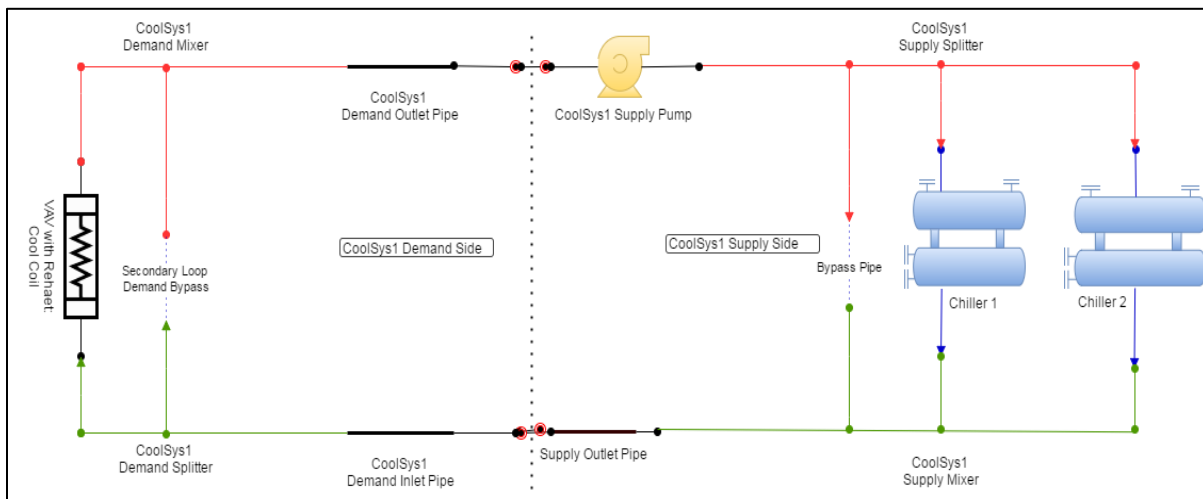 CoolSys1
Demand Mixer
CoolSys1
Supply Splitter
CoolSys1
Demand Outlet Pipe
CoolSys1 Supply Pump
VAV with Rehaet:
Cool Coil
Secondary Loop
Demand Bypass
CoolSys1 Demand Side
CoolSys1 Supply Side
Bypass Pipe
Chiller 1
Chiller 2
CoolSys1
Demand Splitter
CoolSys1
Demand Inlet Pipe
Supply Outlet Pipe
CoolSys1
Supply Mixer